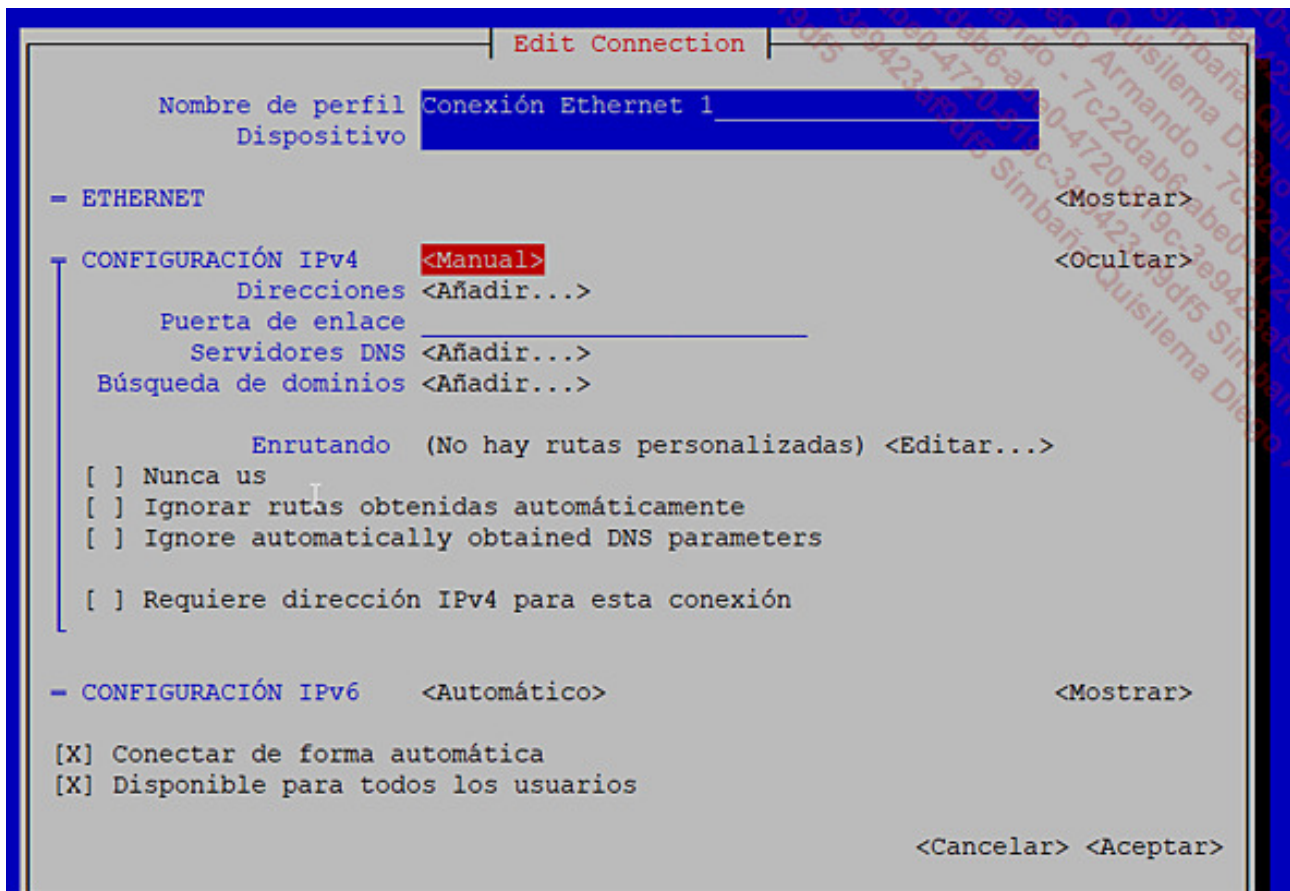 Edit Connection
Nombre de perfil Conexión Ethernet 1
Dispositivo
ETHERNET <Mostrar>
CONFIGURACIÓN IPv4 <Manual> <Ocultar>
Direcciones <Añadir...>
Puerta de enlace
Servidores DNS <Añadir...>
Búsqueda de dominios <Añadir...>
Enrutando (No hay rutas personalizadas) <Editar...>
[ ] Nunca us
[ ] Ignorar rutas obtenidas automáticamente
[ ] Ignore automatically obtained DNS parameters
[ ] Requiere dirección IPv4 para esta conexión
CONFIGURACIÓN IPv6 <Automático> <Mostrar>
[X] Conectar de forma automática
[X] Disponible para todos los usuarios
<Cancelar> <Aceptar>